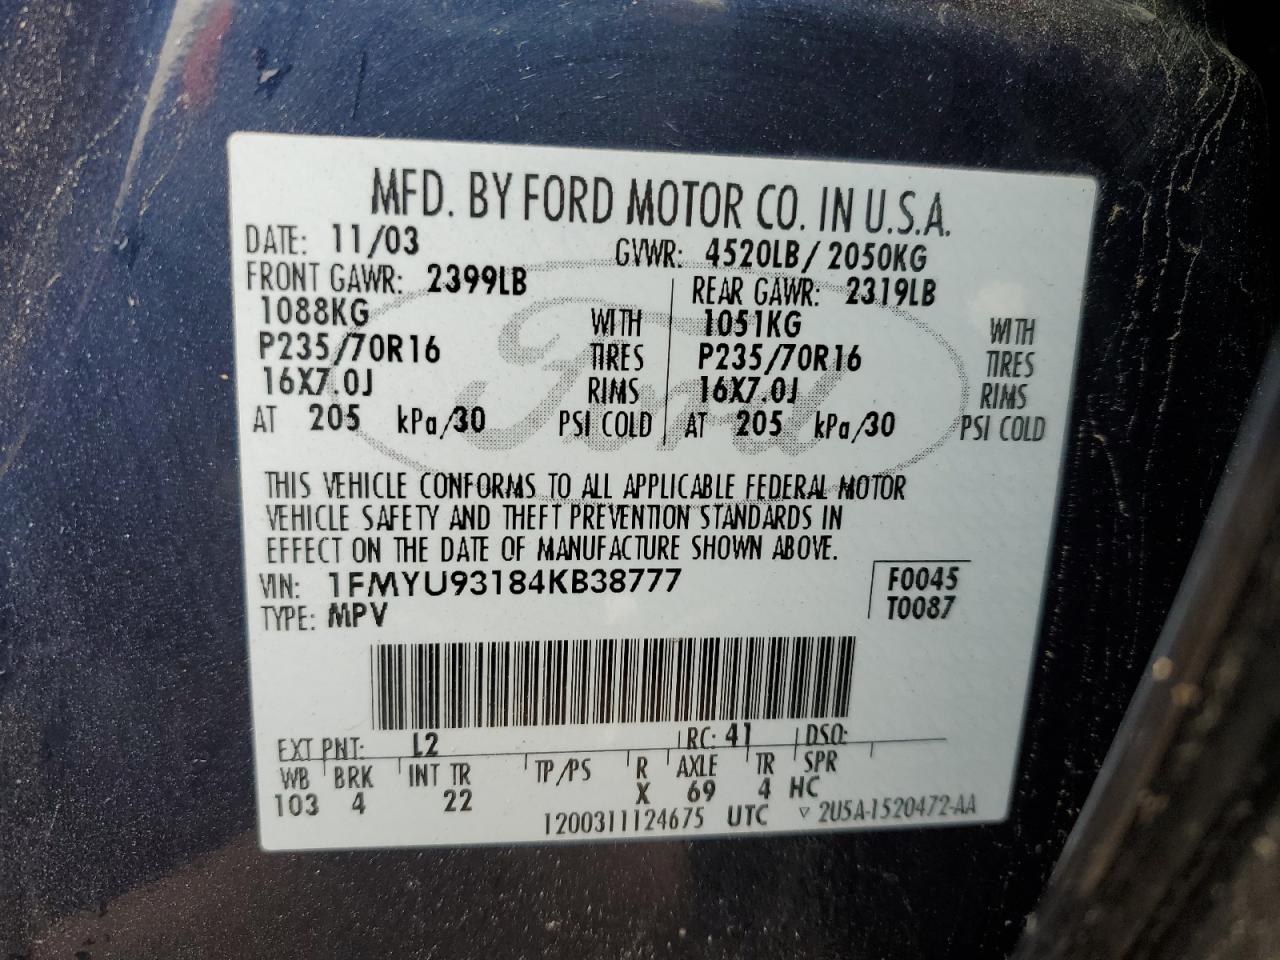 MFD. BY FORD MOTOR CO. IN U.S.A.
DATE: 11/03 GVWR: 4520LB/ 2050KG
FRONT GAWR: 2399LB REAR GAWR: 2319LB
1088KG WITH 1051KG WITH
P235/70R16 TIRES P235/70R16 TIRES
16X7.0J RIMS 16X7.0J RIMS
AT 205 kPa/30 PSI COLD AT 205 kPa/30 PSI COLD
Ford
THIS VEHICLE CONFORMS TO ALL APPLICABLE FEDERAL MOTOR
VEHICLE SAFETY AND THEFT PREVENTION STANDARDS IN
EFFECT ON THE DATE OF MANUFACTURE SHOWN ABOVE.
VIN: 1FMYU93184KB38777 F0045
TYPE: MPV T0087
EXT PNT: L2 RC: 41 DSO:
WB BRK INT TR TP/PS R AXLE TR SPR
103 4 22 X 69 4 HC
1200311124675 UTC ▽ 2U5A-1520472-AA